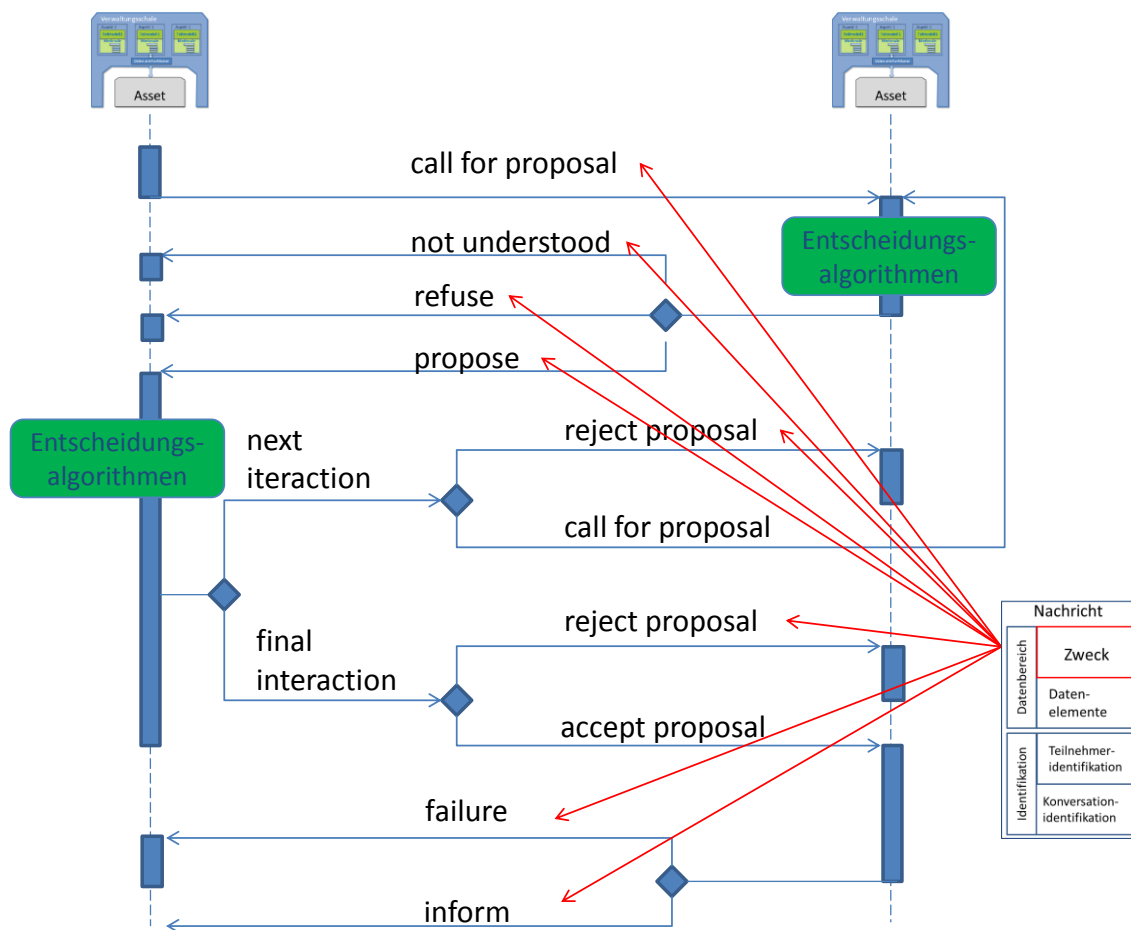 Verwaltungsschale
Asset
Verwaltungsschale
Asset
call for proposal
not understood
Entscheidungs-
algorithmen
refuse
propose
Entscheidungs-
algorithmen
next
iteraction
reject proposal
call for proposal
final
interaction
reject proposal
accept proposal
failure
inform
Nachricht
Datenbereich
Zweck
Daten-
elemente
Identifikation
Teilnehmer-
identifikation
Konversation-
identifikation